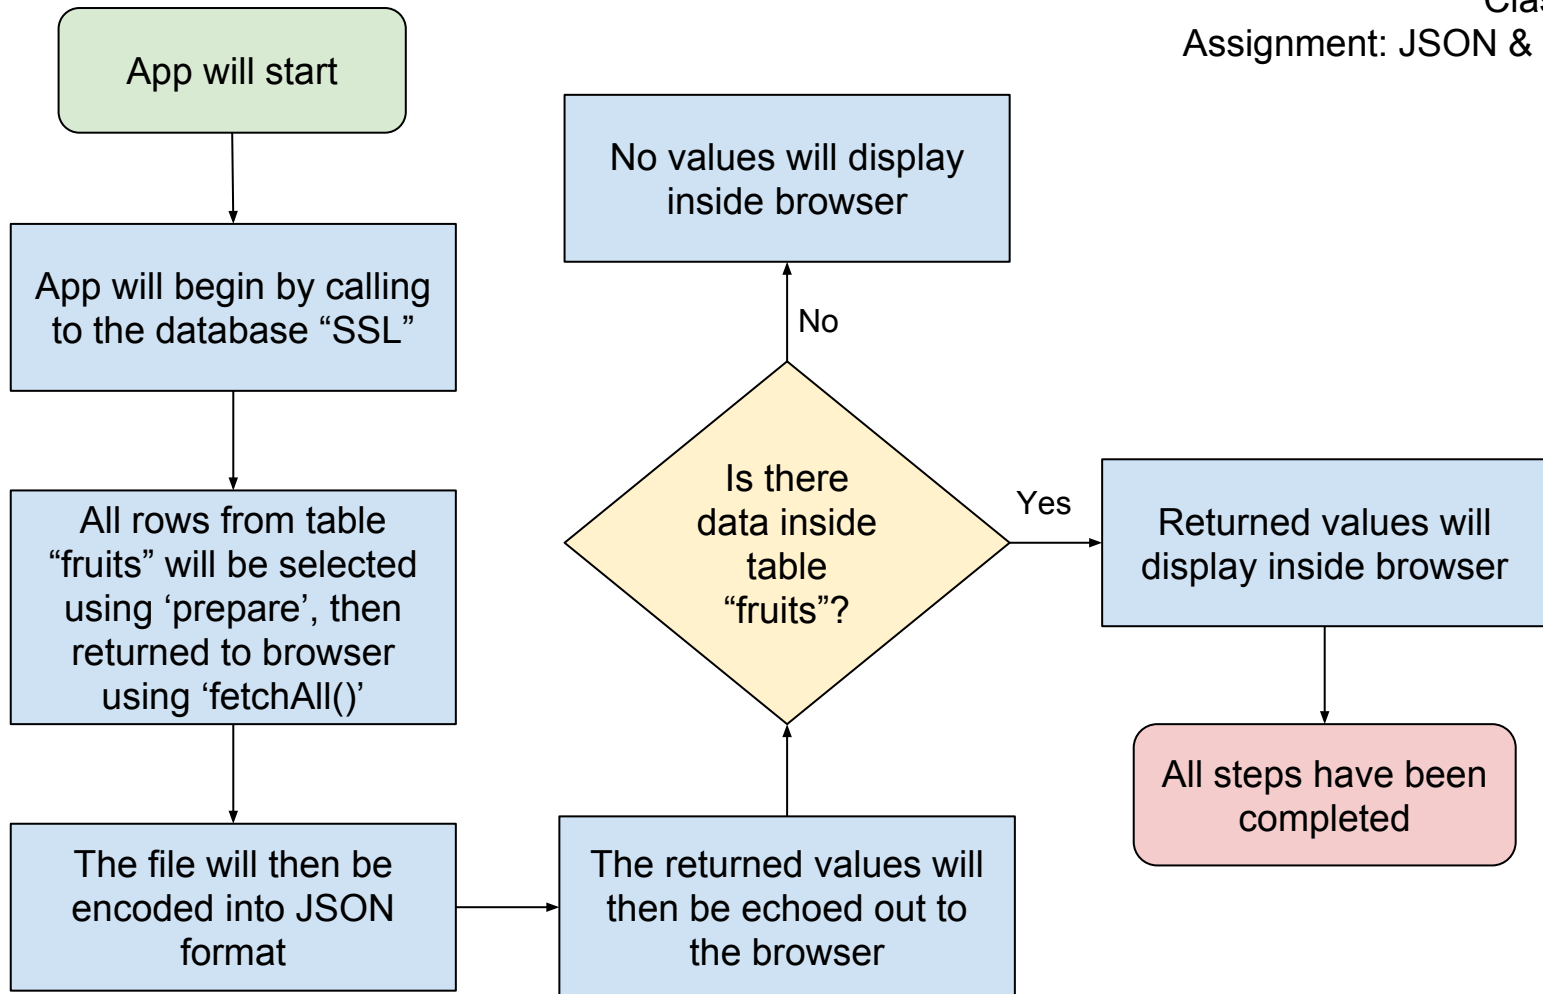 Assignment: JSON &
App will start
App will begin by calling
to the database “SSL”
All rows from table
“fruits” will be selected
using ‘prepare’, then
returned to browser
using ‘fetchAll()’
The file will then be
encoded into JSON
format
The returned values will
then be echoed out to
the browser
Is there
data inside
table
“fruits”?
No
No values will display
inside browser
Yes
Returned values will
display inside browser
All steps have been
completed